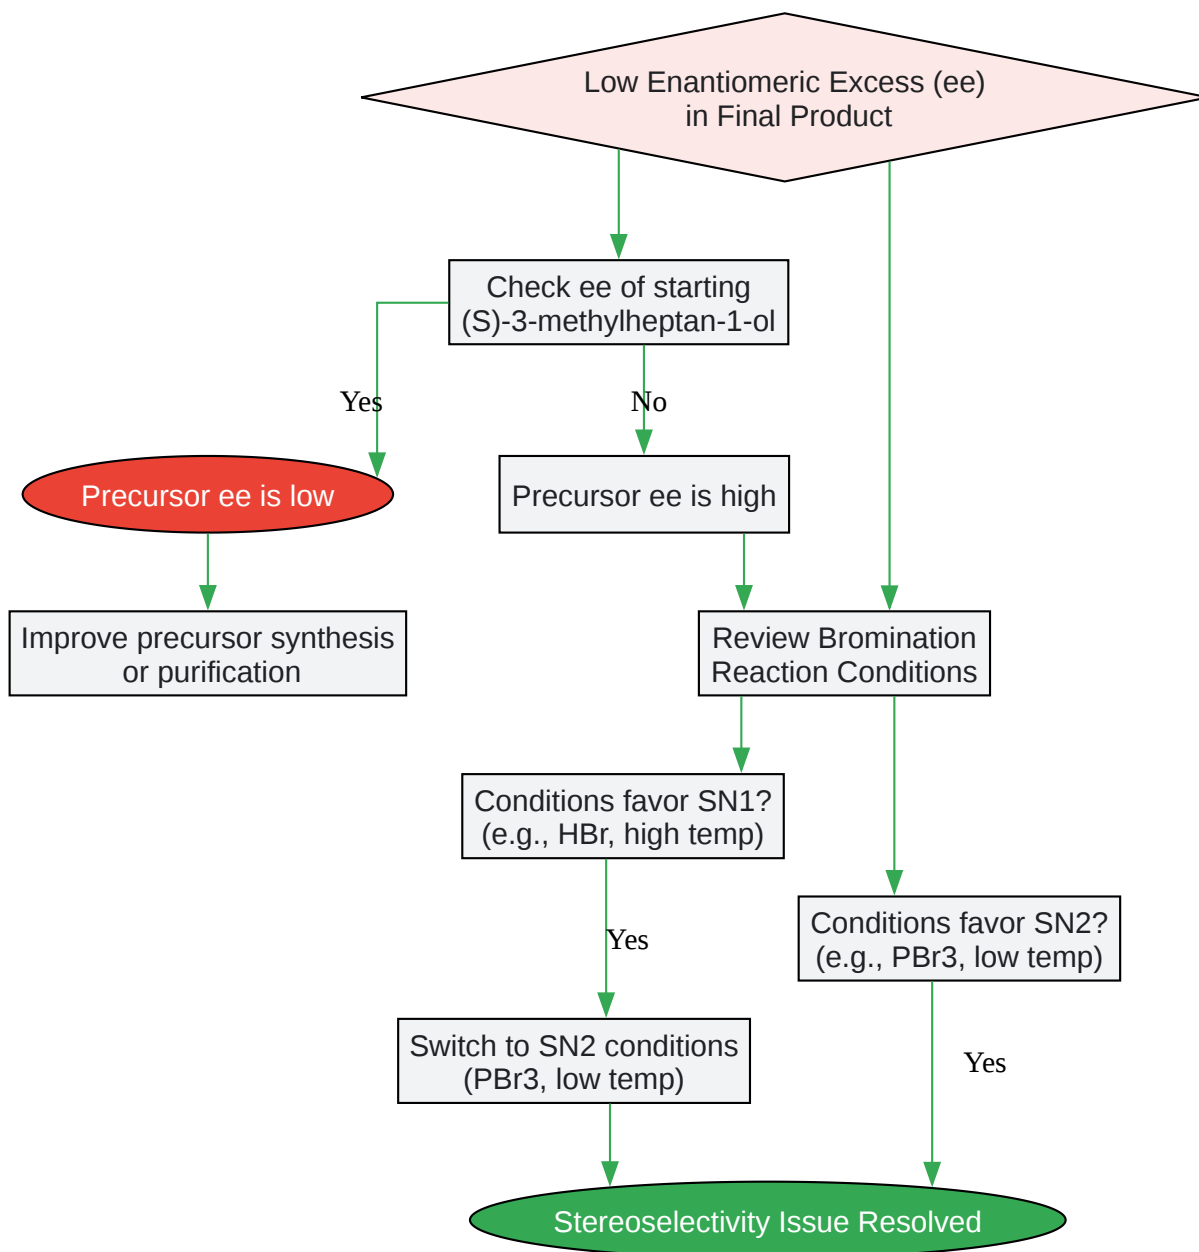 Low Enantiomeric Excess (ee)
in Final Product
Check ee of starting
(S)-3-methylheptan-1-ol
Yes
No
Precursor ee is low
Precursor ee is high
Improve precursor synthesis
or purification
Review Bromination
Reaction Conditions
Conditions favor SN1?
(e.g., HBr, high temp)
Conditions favor SN2?
(e.g., PBr3, low temp)
Yes
Switch to SN2 conditions
(PBr3, low temp)
Yes
Stereoselectivity Issue Resolved